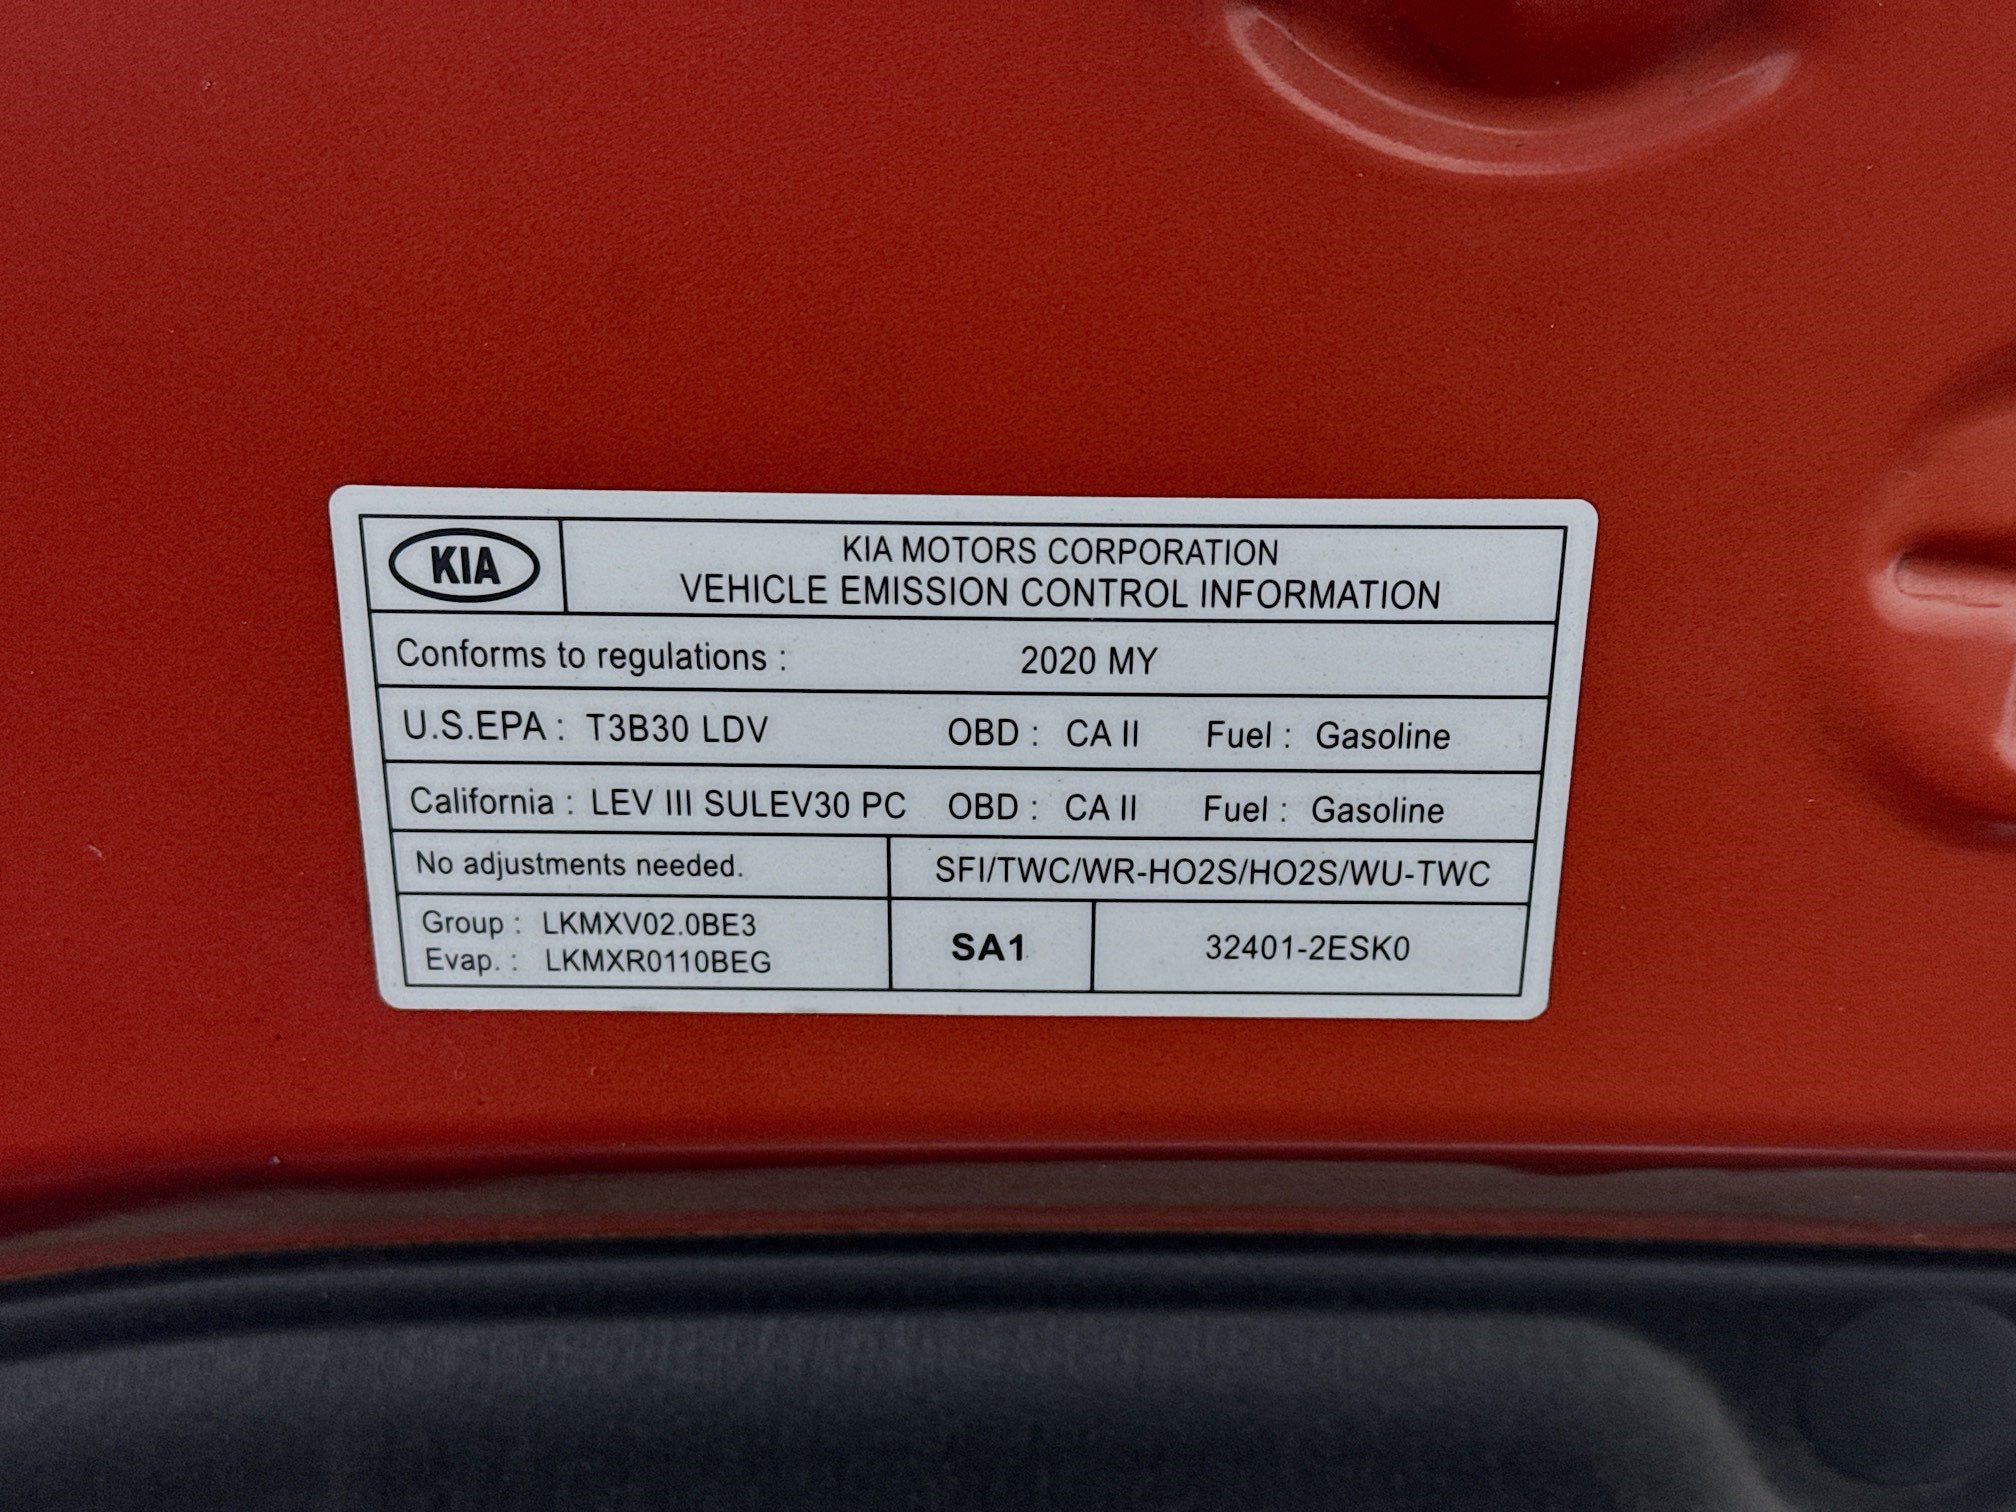 KIA
KIA MOTORS CORPORATION
VEHICLE EMISSION CONTROL INFORMATION
Conforms to regulations : 2020 MY
U.S.EPA : T3B30 LDV OBD : CA II Fuel : Gasoline
California : LEV III SULEV30 PC OBD : CA II Fuel : Gasoline
No adjustments needed. SFI/TWC/WR-HO2S/HO2S/WU-TWC
Group : LKMXV02.0BE3
Evap. : LKMXR0110BEG
SA1
32401-2ESK0